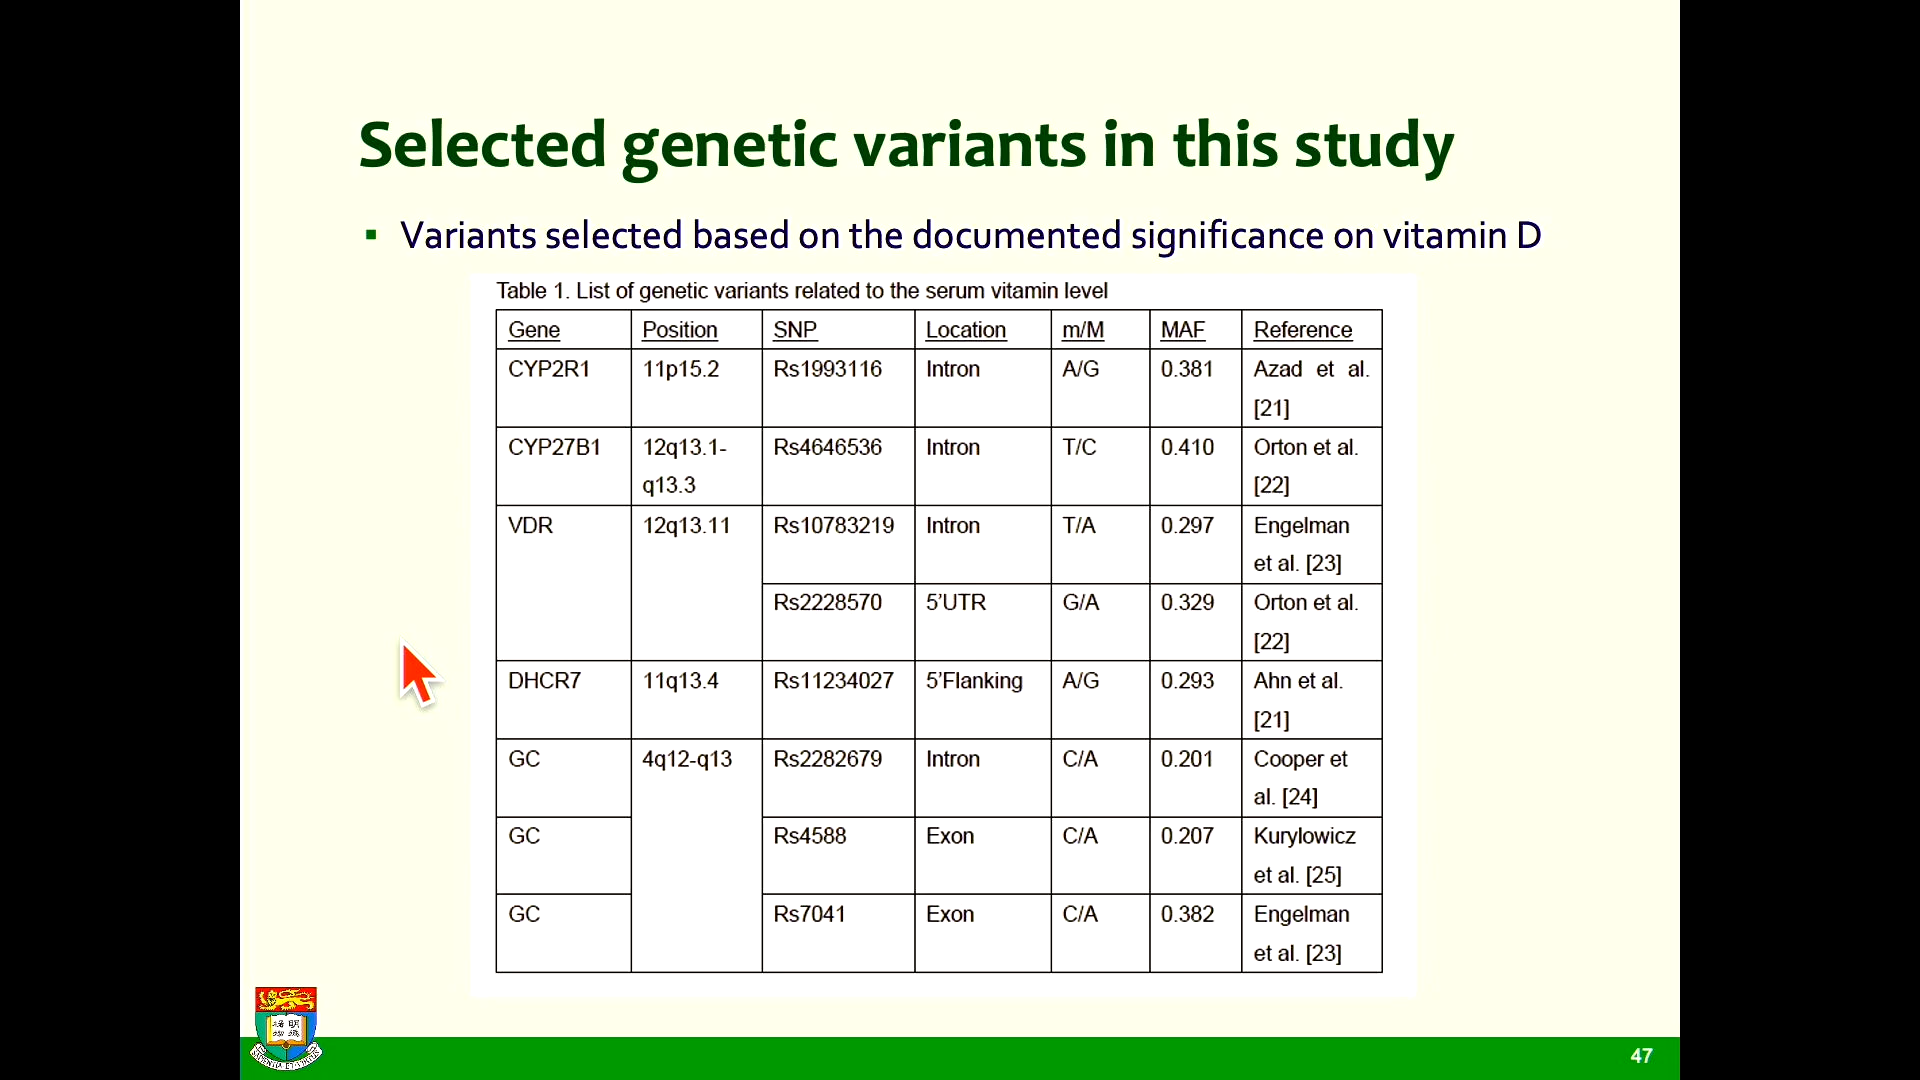 Selected genetic variants in this study
▪ Variants selected based on the documented significance on vitamin D
Table 1. List of genetic variants related to the serum vitamin level
Gene Position SNP Location m/M MAF Reference
CYP2R1 11p15.2 Rs1993116 Intron A/G 0.381 Azad et al.
[21]
CYP27B1 12q13.1- Rs4646536 Intron T/C 0.410 Orton et al.
q13.3 [22]
VDR 12q13.11 Rs10783219 Intron T/A 0.297 Engelman
et al. [23]
Rs2228570 5’UTR G/A 0.329 Orton et al.
[22]
DHCR7 11q13.4 Rs11234027 5’Flanking A/G 0.293 Ahn et al.
[21]
GC 4q12-q13 Rs2282679 Intron C/A 0.201 Cooper et
al. [24]
GC Rs4588 Exon C/A 0.207 Kurylowicz
et al. [25]
GC Rs7041 Exon C/A 0.382 Engelman
et al. [23]
47